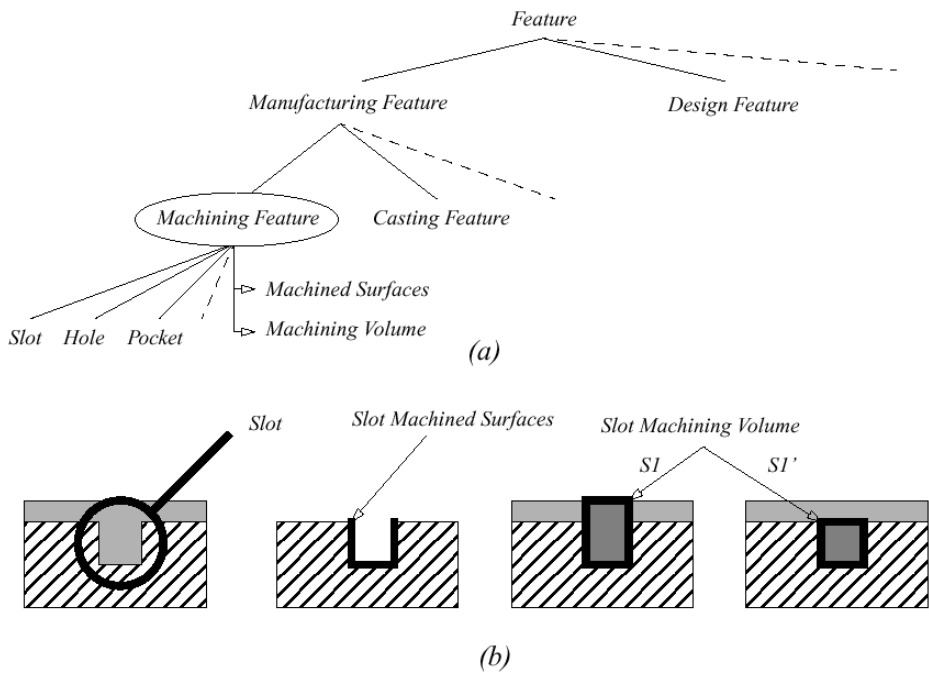 Feature
Manufacturing Feature
Design Feature
Machining Feature
Casting Feature
Machined Surfaces
Machining Volume
Slot
Hole
Pocket
(a)
Slot
Slot Machined Surfaces
Slot Machining Volume
S1
S1’
(b)